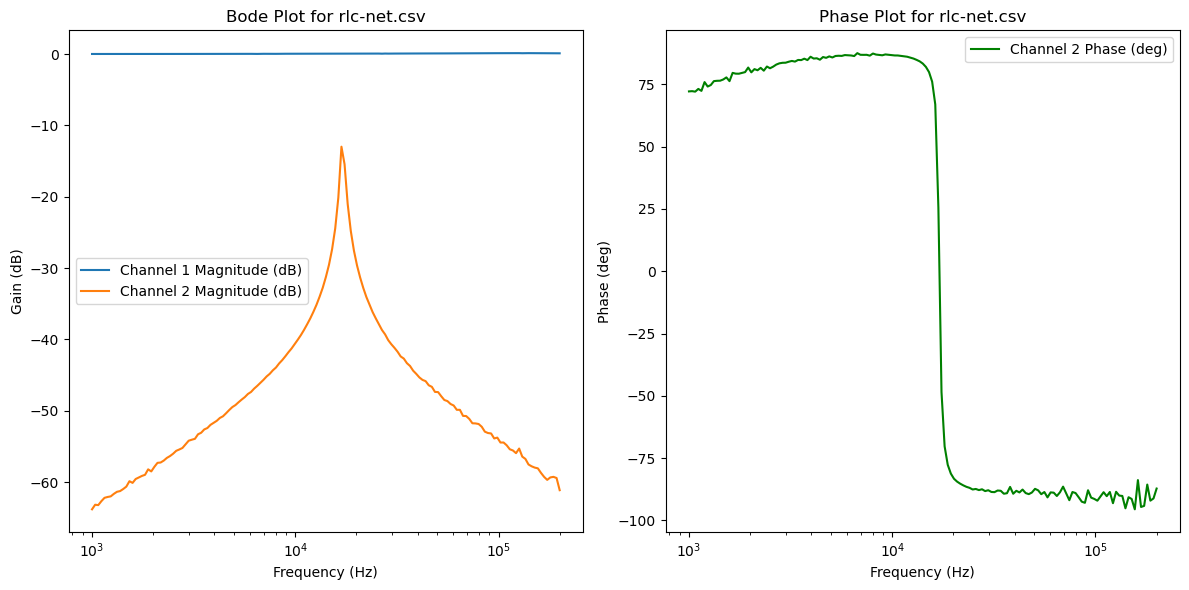 Bode Plot for rlc-net.csv
Gain (dB)
0
−10
−20
−30
−40
−50
−60
Channel 1 Magnitude (dB)
Channel 2 Magnitude (dB)
10³
10⁴
10⁵
Frequency (Hz)
Phase Plot for rlc-net.csv
Phase (deg)
75
50
25
0
−25
−50
−75
−100
Channel 2 Phase (deg)
10³
10⁴
10⁵
Frequency (Hz)